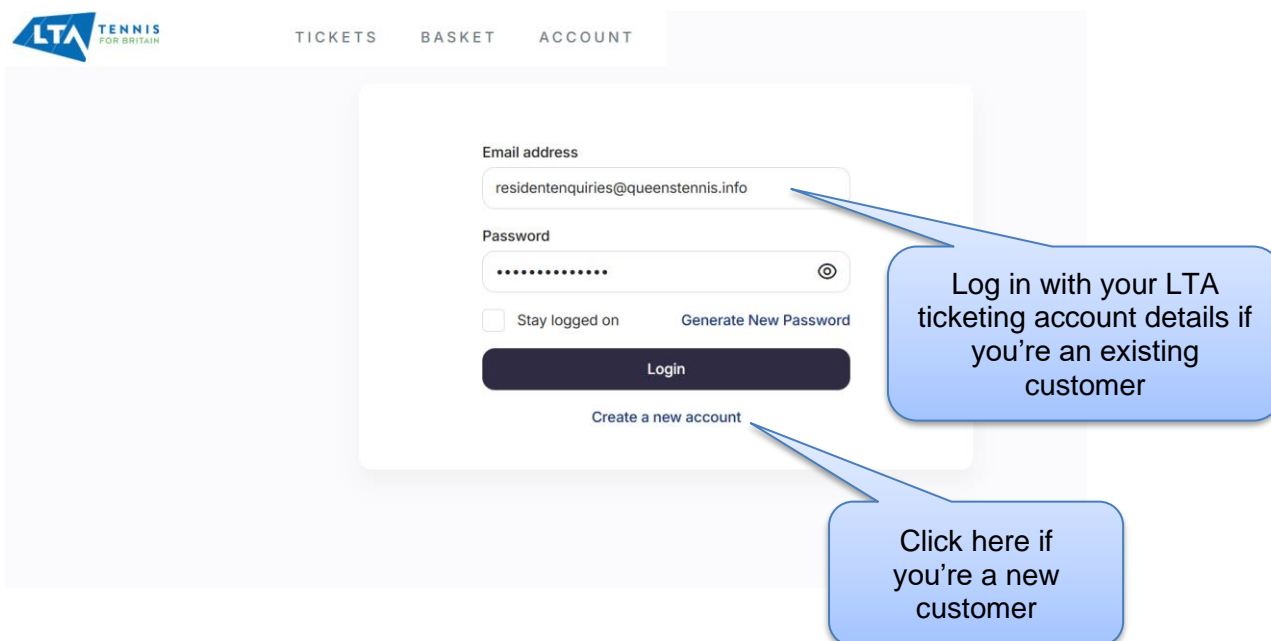 LTA TENNIS
FOR BRITAIN
TICKETS BASKET ACCOUNT
Email address
residentenquiries@queenstennis.info
Password
••••••••••••••
Stay logged on Generate New Password
Login
Create a new account
Log in with your LTA
ticketing account details if
you’re an existing
customer
Click here if
you’re a new
customer